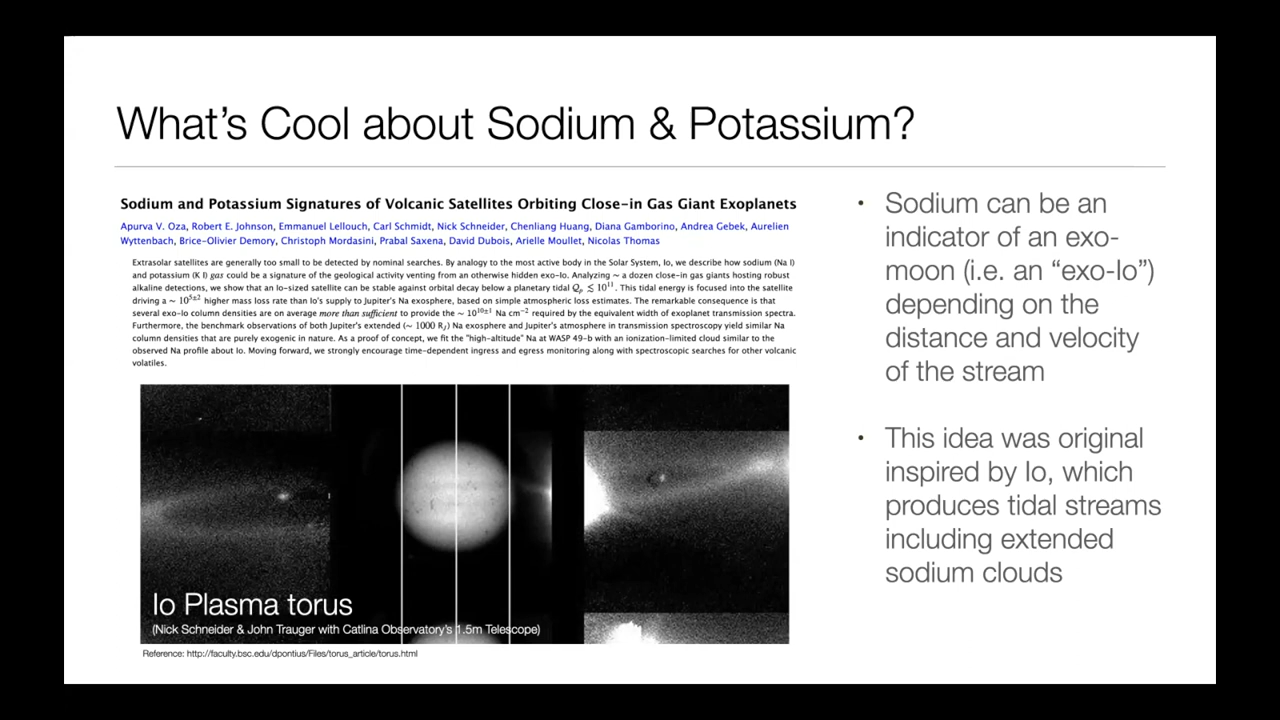 What's Cool about Sodium & Potassium?
Sodium and Potassium Signatures of Volcanic Satellites Orbiting Close-in Gas Giant Exoplanets
Apurva V. Oza, Robert E. Johnson, Emmanuel Lellouch, Carl Schmidt, Nick Schneider, Chenliang Huang, Diana Gamborino, Andrea Gebek, Aurelien
Wyttenbach, Brice-Olivier Demory, Christoph Mordasini, Prabal Saxena, David Dubois, Arielle Moullet, Nicolas Thomas
Extrasolar satellites are generally too small to be detected by nominal searches. By analogy to the most active body in the Solar System, Io, we describe how sodium (Na I)
and potassium (K I) gas could be a signature of the geological activity venting from an otherwise hidden exo-Io. Analyzing ~ a dozen close-in gas giants hosting robust
alkaline detections, we show that an Io-sized satellite can be stable against orbital decay below a planetary tidal Qₚ ≲ 10¹¹. This tidal energy is focused into the satellite
driving a ~ 10⁵±² higher mass loss rate than Io's supply to Jupiter's Na exosphere, based on simple atmospheric loss estimates. The remarkable consequence is that
several exo-Io column densities are on average more than sufficient to provide the ~ 10¹⁰±¹ Na cm⁻² required by the equivalent width of exoplanet transmission spectra.
Furthermore, the benchmark observations of both Jupiter's extended (~ 1000 R_J) Na exosphere and Jupiter's atmosphere in transmission spectroscopy yield similar Na
column densities that are purely exogenic in nature. As a proof of concept, we fit the "high-altitude" Na at WASP 49-b with an ionization-limited cloud similar to the
observed Na profile about Io. Moving forward, we strongly encourage time-dependent ingress and egress monitoring along with spectroscopic searches for other volcanic
volatiles.
Io Plasma torus
(Nick Schneider & John Trauger with Catlina Observatory's 1.5m Telescope)
Reference: http://faculty.bsc.edu/dpontius/Files/torus_article/torus.html
• Sodium can be an
indicator of an exo-
moon (i.e. an “exo-Io”)
depending on the
distance and velocity
of the stream
• This idea was original
inspired by Io, which
produces tidal streams
including extended
sodium clouds